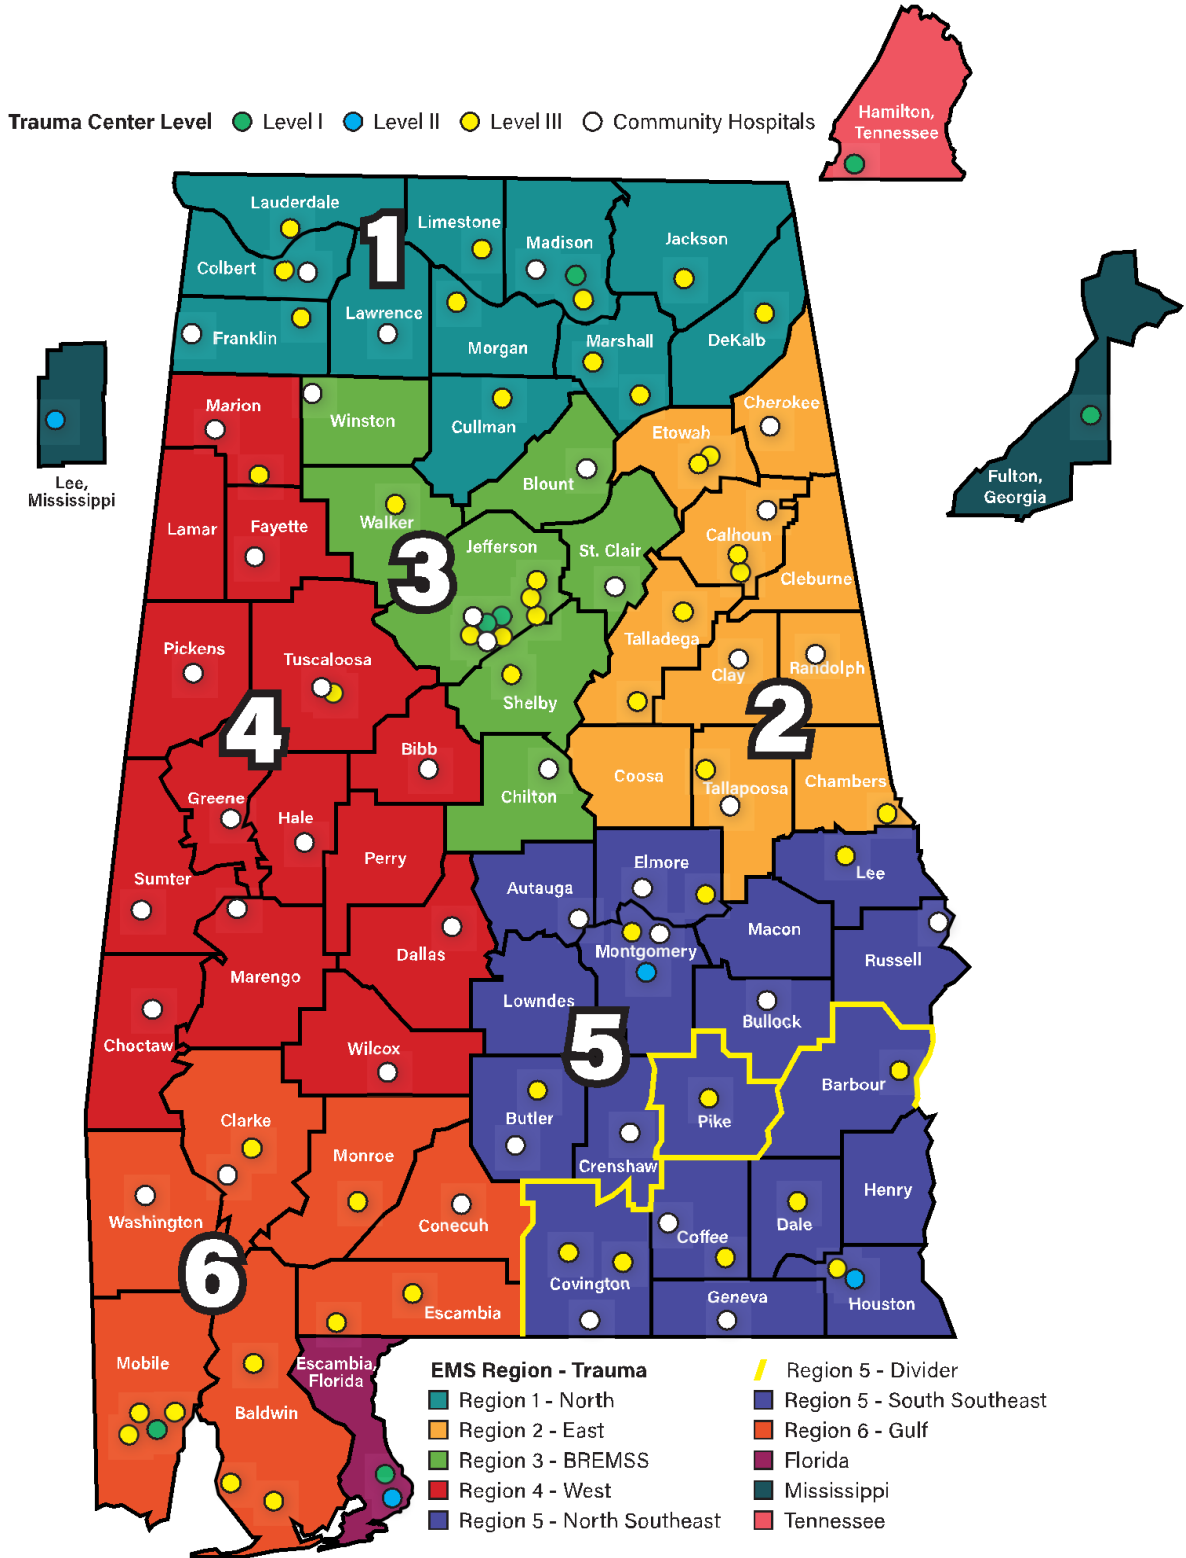 Hamilton,
Tennessee
Trauma Center Level Level I Level II Level III Community Hospitals
Lauderdale
Limestone
Madison
Jackson
1
Colbert
Lawrence
Franklin
Morgan
Marshall
DeKalb
Marion
Winston
Cullman
Cherokee
Etowah
Lee,
Mississippi
Fulton,
Georgia
Blount
Walker
Lamar
Fayette
Jefferson
St. Clair
Calhoun
Cleburne
3
Pickens
Tuscaloosa
Talladega
Clay
Randolph
Shelby
4
2
Bibb
Coosa
Tallapoosa
Chambers
Chilton
Greene
Hale
Perry
Elmore
Lee
Sumter
Autauga
Macon
Dallas
Montgomery
Russell
Marengo
Lowndes
Bullock
Choctaw
Wilcox
5
Barbour
Butler
Pike
Clarke
Monroe
Crenshaw
Henry
Washington
Conecuh
Coffee
Dale
6
Covington
Geneva
Houston
Escambia
Mobile
Escambia,
Florida
Baldwin
EMS Region - Trauma
Region 1 - North
Region 2 - East
Region 3 - BREMSS
Region 4 - West
Region 5 - North Southeast
Region 5 - Divider
Region 5 - South Southeast
Region 6 - Gulf
Florida
Mississippi
Tennessee